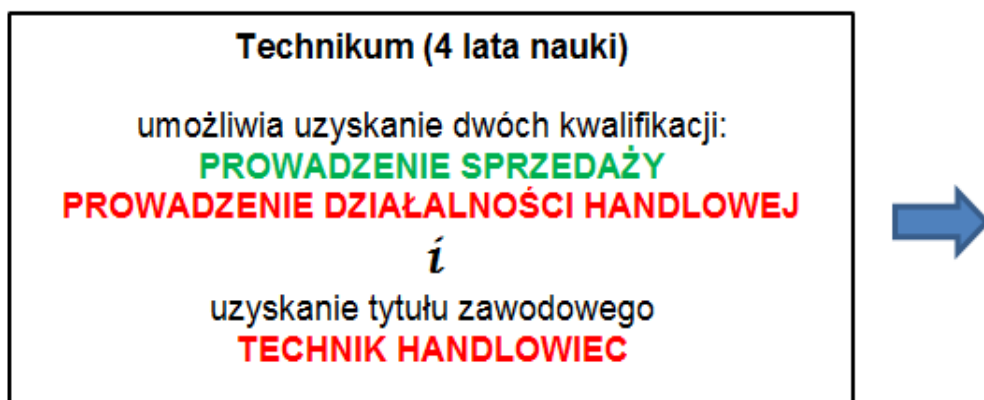 Technikum (4 lata nauki)
umożliwia uzyskanie dwóch kwalifikacji:
PROWADZENIE SPRZEDAŻY
PROWADZENIE DZIAŁALNOŚCI HANDLOWEJ
i
uzyskanie tytułu zawodowego
TECHNIK HANDLOWIEC